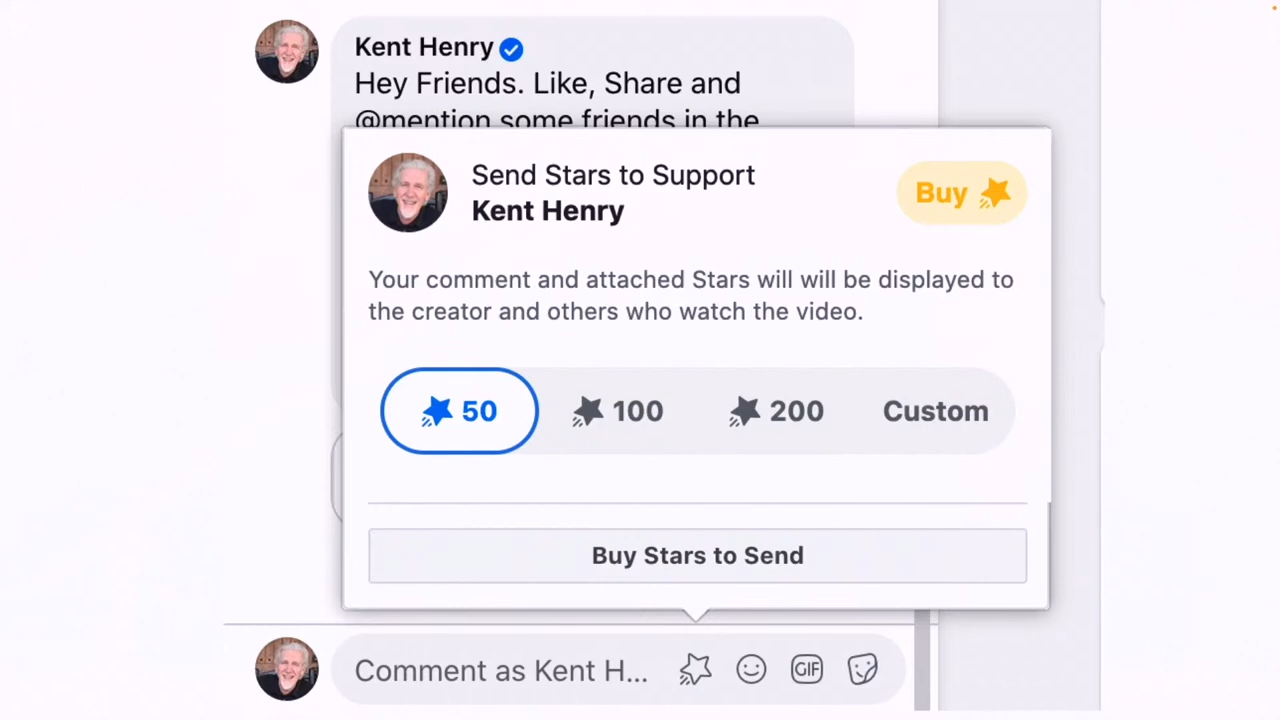 Kent Henry
Hey Friends. Like, Share and
@mention some friends in the
Send Stars to Support
Kent Henry
Buy
Your comment and attached Stars will will be displayed to
the creator and others who watch the video.
50 100 200 Custom
Buy Stars to Send
Comment as Kent H...
GIF